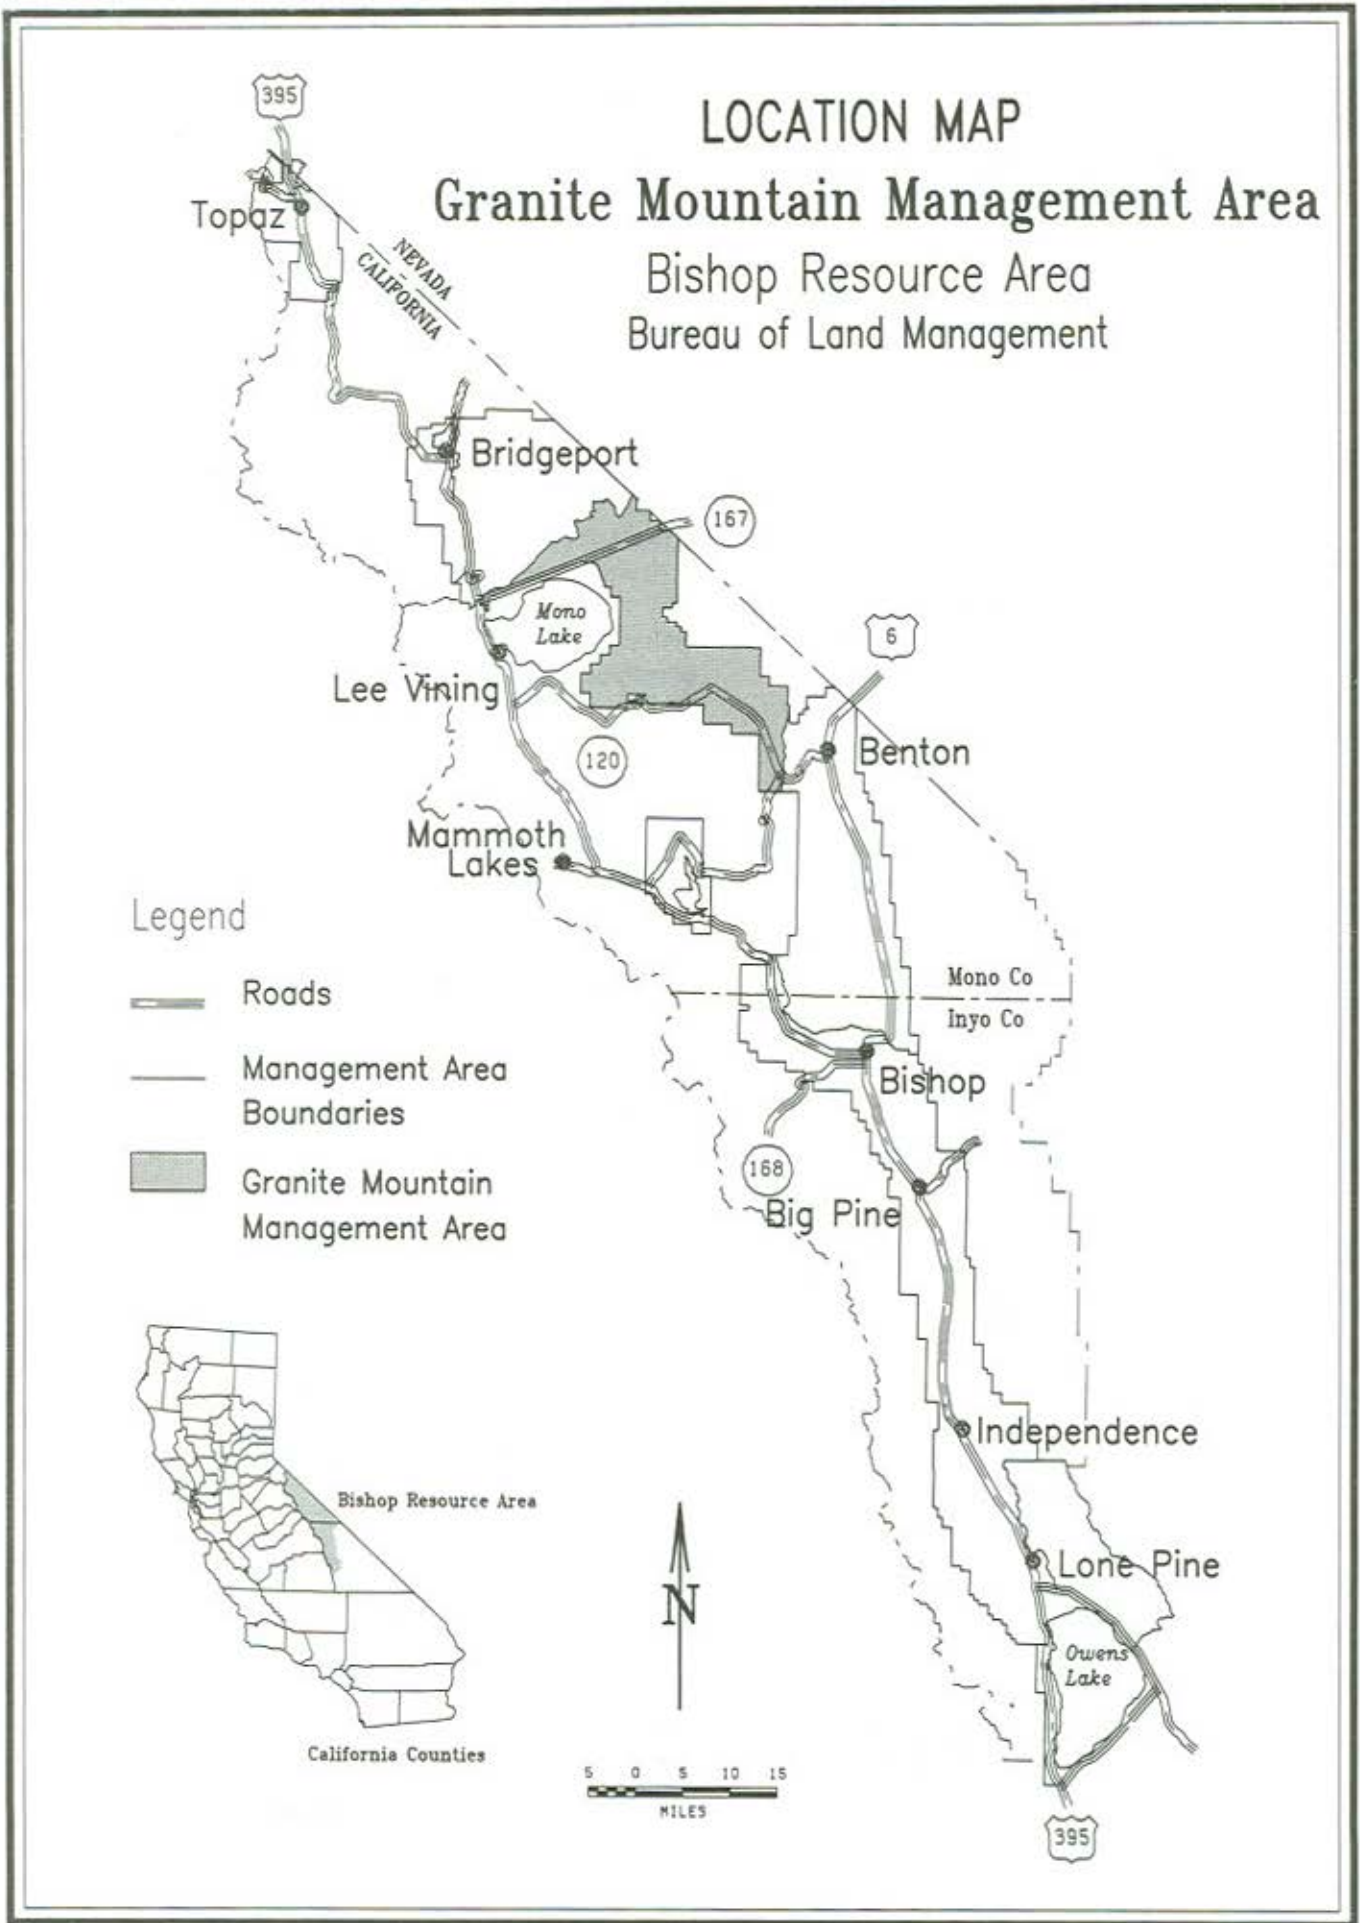 395
LOCATION MAP
Granite Mountain Management Area
Bishop Resource Area
Bureau of Land Management
Topaz
NEVADA
CALIFORNIA
Bridgeport
167
Mono
Lake
6
Lee Vining
120
Benton
Mammoth
Lakes
Legend
Roads
Management Area
Boundaries
Granite Mountain
Management Area
Mono Co
Inyo Co
Bishop
168
Big Pine
Independence
Bishop Resource Area
N
Lone Pine
Owens
Lake
California Counties
5 0 5 10 15
MILES
395